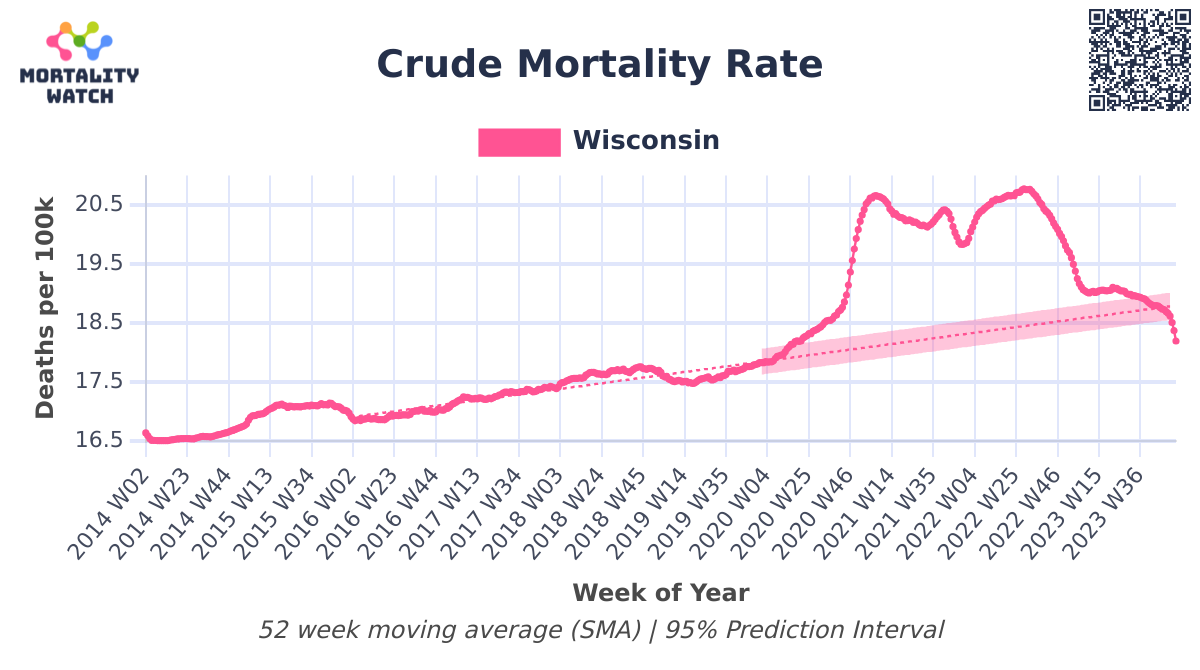 MORTALITY
WATCH
Crude Mortality Rate
Wisconsin
Deaths per 100k
20.5
19.5
18.5
17.5
16.5
2014 W02
2014 W23
2014 W44
2015 W13
2015 W34
2016 W02
2016 W23
2016 W44
2017 W13
2017 W34
2018 W03
2018 W24
2018 W45
2019 W14
2019 W35
2020 W04
2020 W25
2020 W46
2021 W14
2021 W35
2022 W04
2022 W25
2022 W46
2023 W15
2023 W36
Week of Year
52 week moving average (SMA) | 95% Prediction Interval